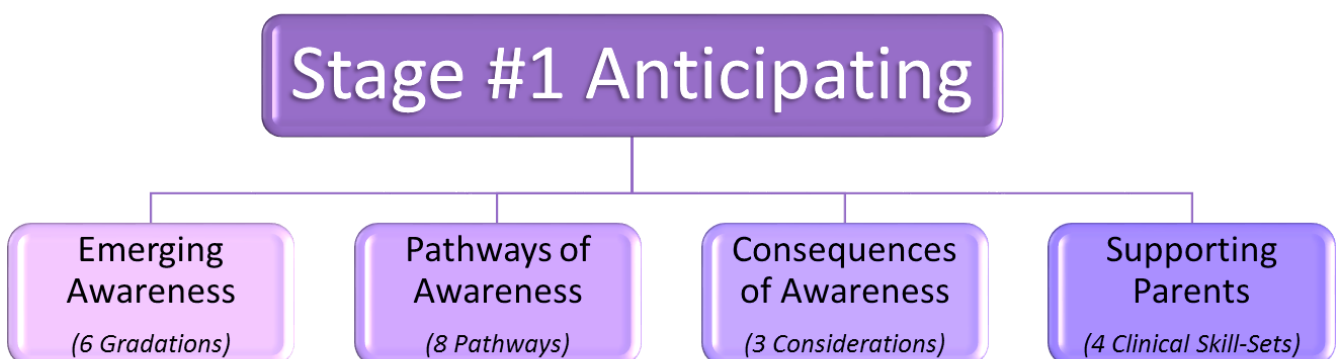 Stage #1 Anticipating
Emerging
Awareness
(6 Gradations)
Pathways of
Awareness
(8 Pathways)
Consequences
of Awareness
(3 Considerations)
Supporting
Parents
(4 Clinical Skill-Sets)